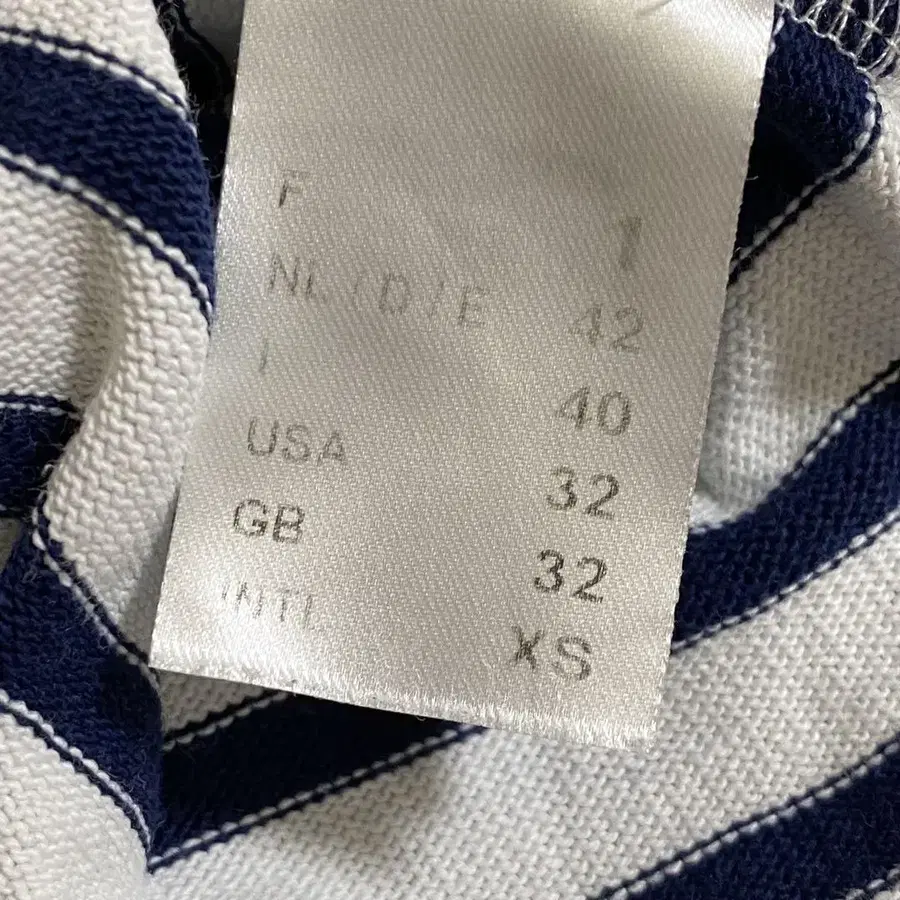 F 1
NL / D / E 42
I 40
USA 32
GB 32
INTL XS